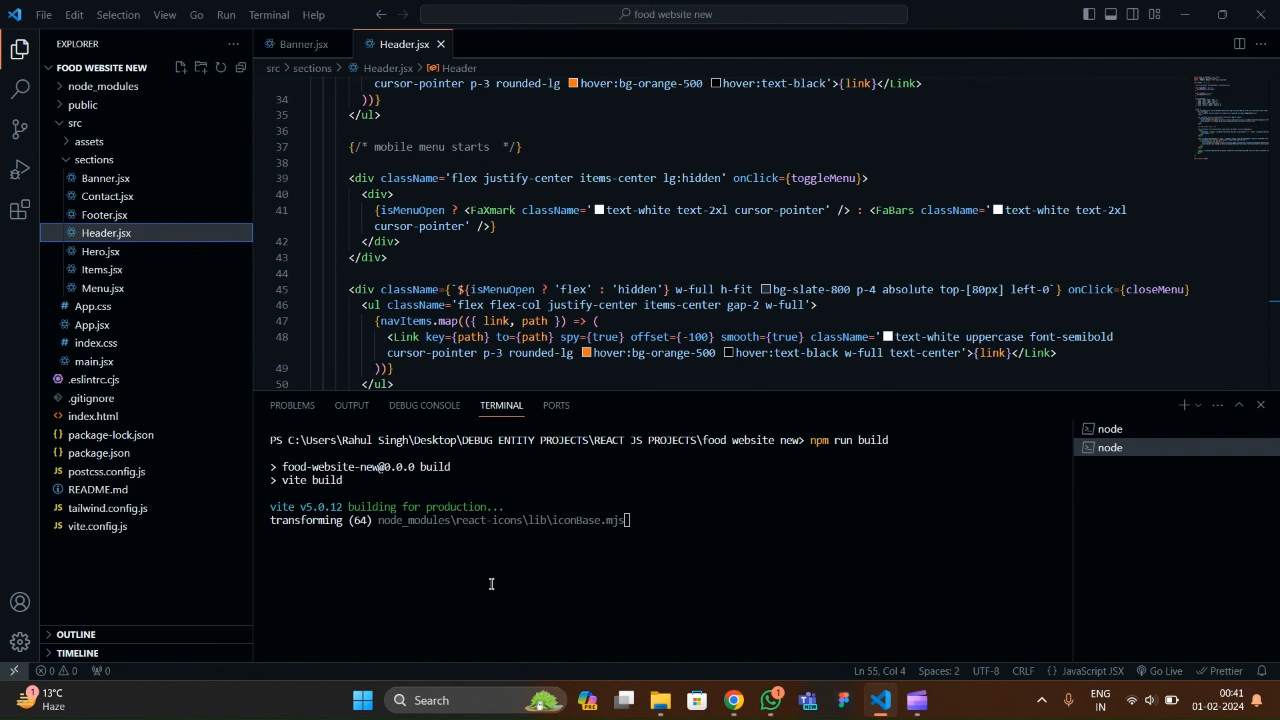 File Edit Selection View Go Run Terminal Help
food website new
EXPLORER
Banner.jsx
Header.jsx
FOOD WEBSITE NEW
src > sections > Header.jsx > Header
node_modules
public
src
assets
sections
Banner.jsx
Contact.jsx
Footer.jsx
Header.jsx
Hero.jsx
Items.jsx
Menu.jsx
App.css
App.jsx
index.css
main.jsx
.eslintrc.cjs
.gitignore
index.html
package-lock.json
package.json
postcss.config.js
README.md
tailwind.config.js
vite.config.js
OUTLINE
TIMELINE
cursor-pointer p-3 rounded-lg hover:bg-orange-500 hover:text-black'>{link}</Link>
34 ))}
35 </ul>
36
37 {/* mobile menu starts */}
38
39 <div className='flex justify-center items-center lg:hidden' onClick={toggleMenu}>
40 <div>
41 {isMenuOpen ? <FaXmark className='text-white text-2xl cursor-pointer' /> : <FaBars className='text-white text-2xl
cursor-pointer' />}
42 </div>
43 </div>
44
45 <div className={`${isMenuOpen ? 'flex' : 'hidden'} w-full h-fit bg-slate-800 p-4 absolute top-[80px] left-0`} onClick={closeMenu}
46 <ul className='flex flex-col justify-center items-center gap-2 w-full'>
47 {navItems.map(({ link, path }) => (
48 <Link key={path} to={path} spy={true} offset={-100} smooth={true} className='text-white uppercase font-semibold
cursor-pointer p-3 rounded-lg hover:bg-orange-500 hover:text-black w-full text-center'>{link}</Link>
49 ))}
50 </ul>
PROBLEMS OUTPUT DEBUG CONSOLE TERMINAL PORTS
PS C:\Users\Rahul Singh\Desktop\DEBUG ENTITY PROJECTS\REACT JS PROJECTS\food website new> npm run build
> food-website-new@0.0.0 build
> vite build
vite v5.0.12 building for production...
transforming (64) node_modules\react-icons\lib\iconBase.mjs
node
node
0 0 0
Ln 55, Col 4 Spaces: 2 UTF-8 CRLF {} JavaScript JSX Go Live Prettier
1
13°C
Haze
Search
PRE
1
ENG
IN
00:41
01-02-2024